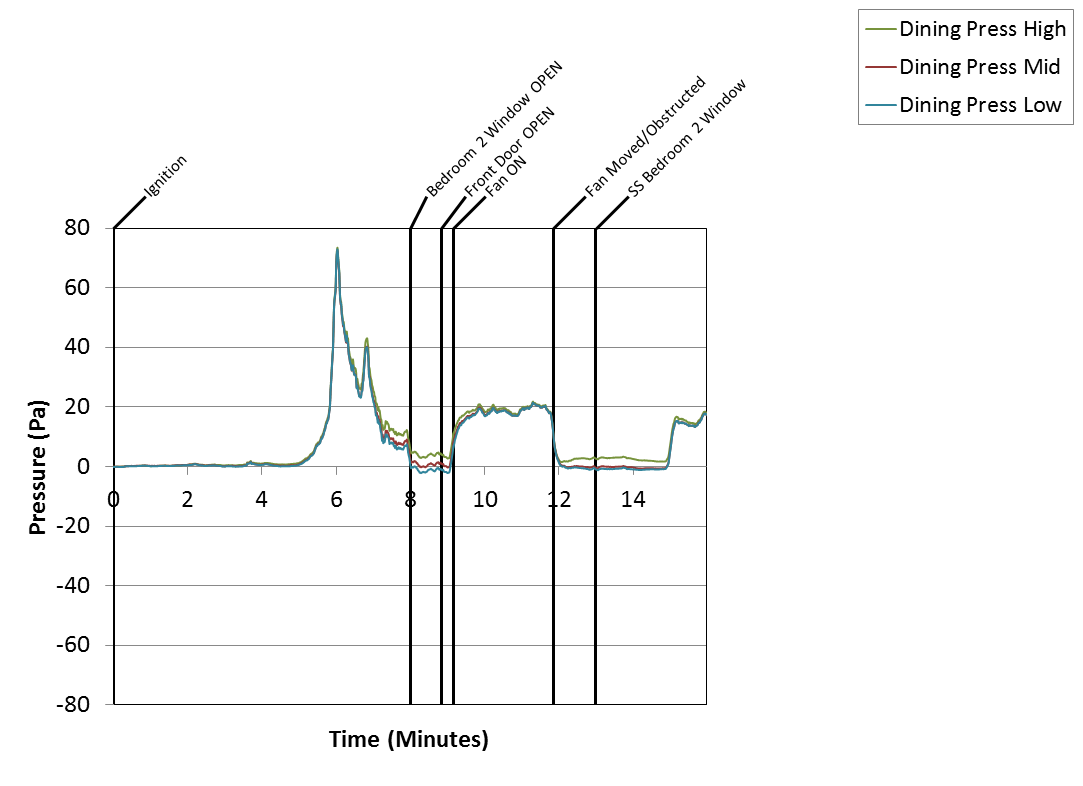 Dining Press High
Dining Press Mid
Dining Press Low
Ignition
Bedroom 2 Window OPEN
Front Door OPEN
Fan ON
Fan Moved/Obstructed
SS Bedroom 2 Window
80
60
40
20
0
-20
-40
-60
-80
0 2 4 6 8 10 12 14
Pressure (Pa)
Time (Minutes)